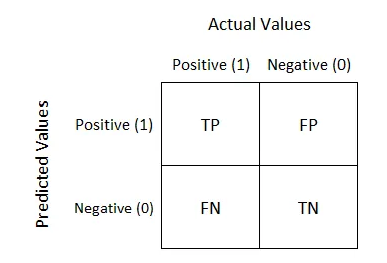 Actual Values
Positive (1) Negative (0)
Predicted Values
Positive (1) TP FP
Negative (0) FN TN